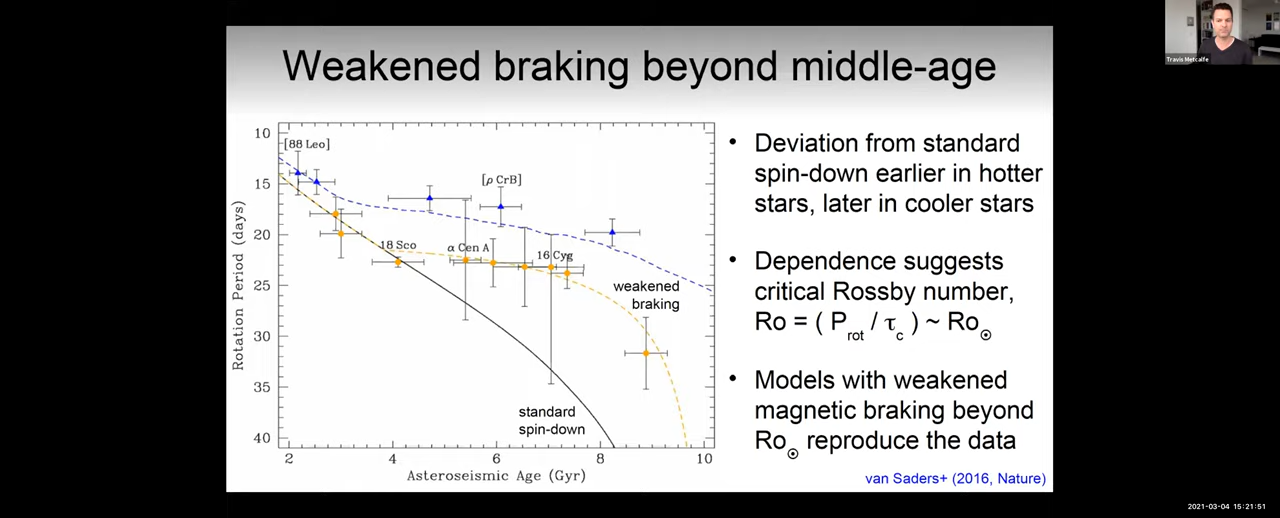 Travis Metcalfe
Weakened braking beyond middle-age
10
15
20
25
30
35
40
Rotation Period (days)
[88 Leo]
[ρ CrB]
18 Sco
α Cen A
16 Cyg
weakened
braking
standard
spin-down
2
4
6
8
10
Asteroseismic Age (Gyr)
• Deviation from standard
spin-down earlier in hotter
stars, later in cooler stars
• Dependence suggests
critical Rossby number,
Ro = ( Prot / τc ) ~ Ro☉
• Models with weakened
magnetic braking beyond
Ro☉ reproduce the data
van Saders+ (2016, Nature)
2021-03-04 15:21:51